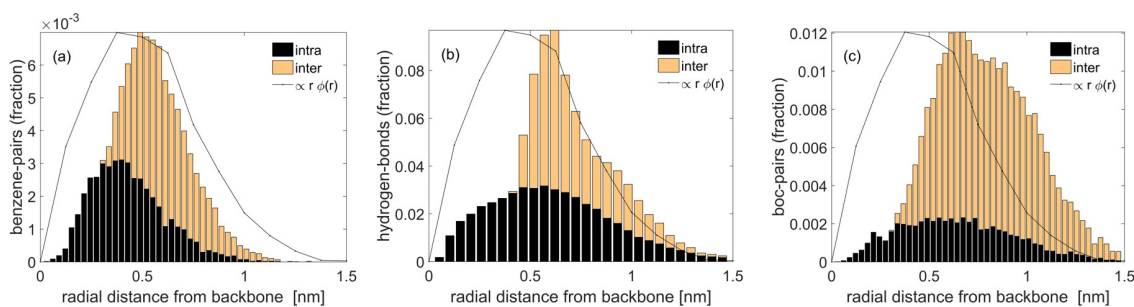 ×10⁻³
(a)
intra
inter
∝ r ϕ(r)
benzene-pairs (fraction)
6
5
4
3
2
1
0
0 0.5 1 1.5
radial distance from backbone [nm]
(b)
intra
inter
∝ r ϕ(r)
hydrogen-bonds (fraction)
0.08
0.06
0.04
0.02
0
0 0.5 1 1.5
radial distance from backbone [nm]
(c)
intra
inter
∝ r ϕ(r)
boc-pairs (fraction)
0.012
0.01
0.008
0.006
0.004
0.002
0
0 0.5 1 1.5
radial distance from backbone [nm]